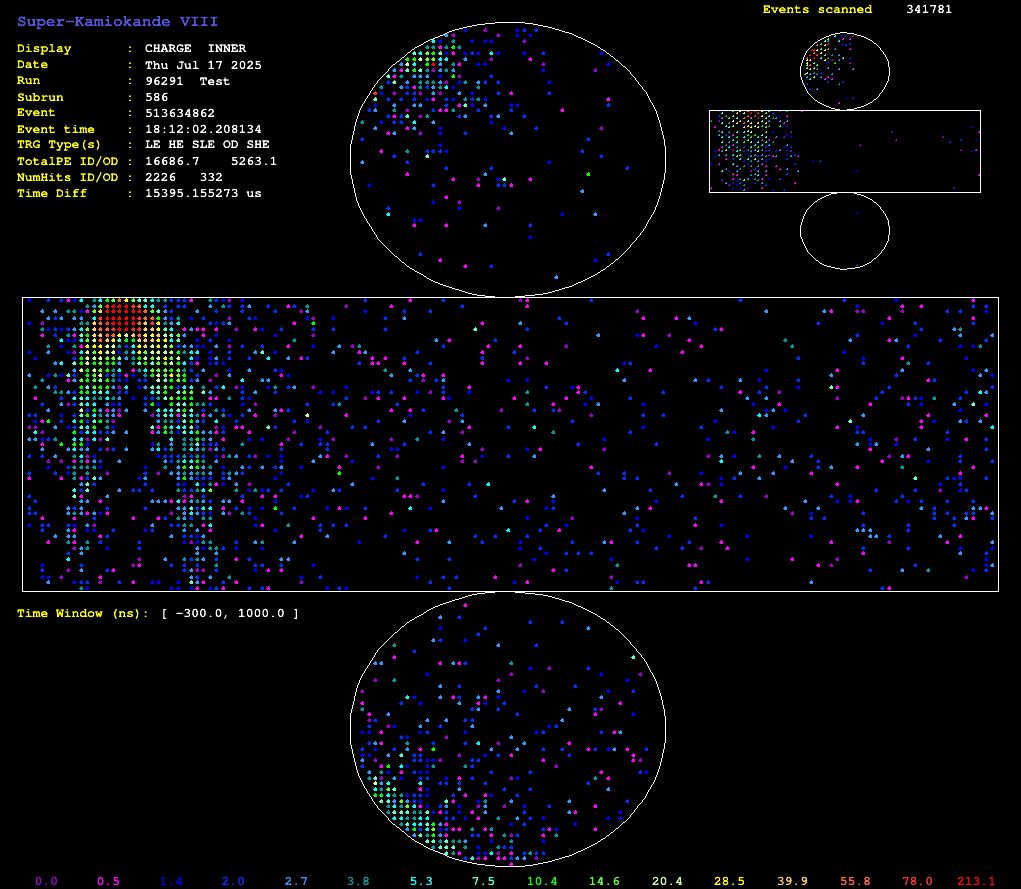 Super-Kamiokande VIII
Events scanned 341781
Display : CHARGE INNER
Date : Thu Jul 17 2025
Run : 96291 Test
Subrun : 586
Event : 513634862
Event time : 18:12:02.208134
TRG Type(s) : LE HE SLE OD SHE
TotalPE ID/OD : 16686.7 5263.1
NumHits ID/OD : 2226 332
Time Diff : 15395.155273 us
Time Window (ns): [ -300.0, 1000.0 ]
0.0 0.5 1.4 2.0 2.7 3.8 5.3 7.5 10.4 14.6 20.4 28.5 39.9 55.8 78.0 213.1